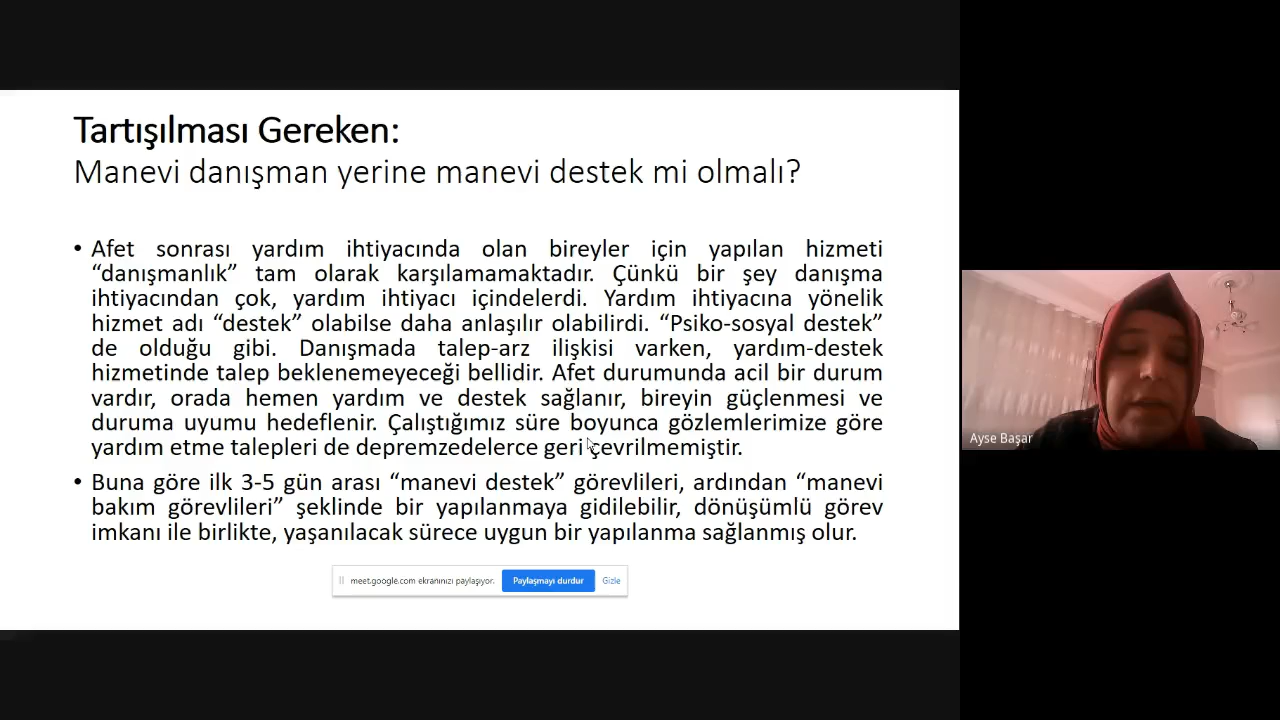 Tartışılması Gereken:
Manevi danışman yerine manevi destek mi olmalı?
• Afet sonrası yardım ihtiyacında olan bireyler için yapılan hizmeti
“danışmanlık” tam olarak karşılamamaktadır. Çünkü bir şey danışma
ihtiyacından çok, yardım ihtiyacı içindelerdi. Yardım ihtiyacına yönelik
hizmet adı “destek” olabilse daha anlaşılır olabilirdi. “Psiko-sosyal destek”
de olduğu gibi. Danışmada talep-arz ilişkisi varken, yardım-destek
hizmetinde talep beklenemeyeceği bellidir. Afet durumunda acil bir durum
vardır, orada hemen yardım ve destek sağlanır, bireyin güçlenmesi ve
duruma uyumu hedeflenir. Çalıştığımız süre boyunca gözlemlerimize göre
yardım etme talepleri de depremzedelerce geri çevrilmemiştir.
• Buna göre ilk 3-5 gün arası “manevi destek” görevlileri, ardından “manevi
bakım görevlileri” şeklinde bir yapılanmaya gidilebilir, dönüşümlü görev
imkanı ile birlikte, yaşanılacak sürece uygun bir yapılanma sağlanmış olur.
meet.google.com ekranınızı paylaşıyor. Paylaşmayı durdur Gizle
Ayse Başar